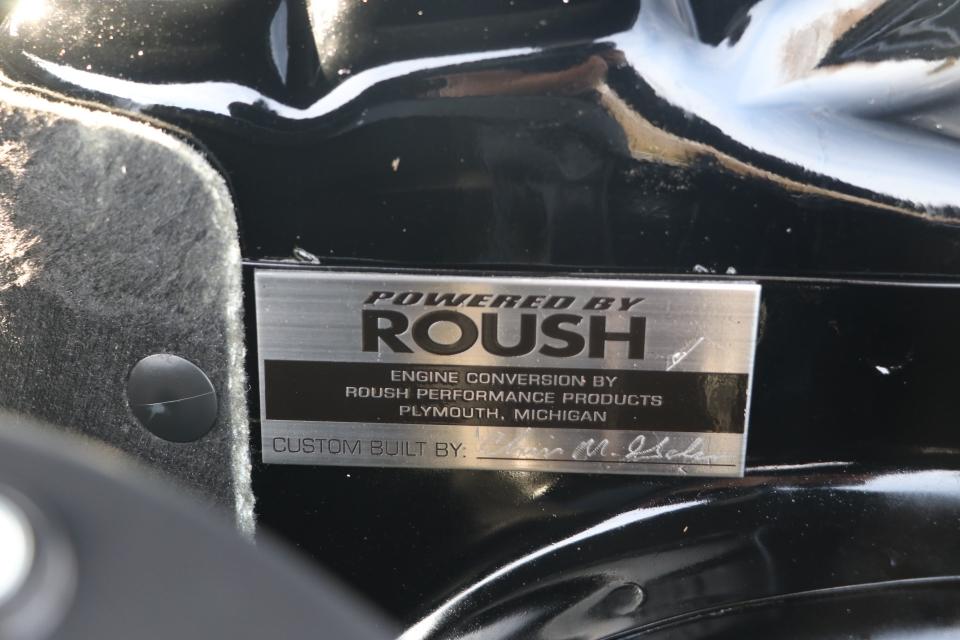 POWERED BY
ROUSH
ENGINE CONVERSION BY
ROUSH PERFORMANCE PRODUCTS
PLYMOUTH, MICHIGAN
CUSTOM BUILT BY: M.